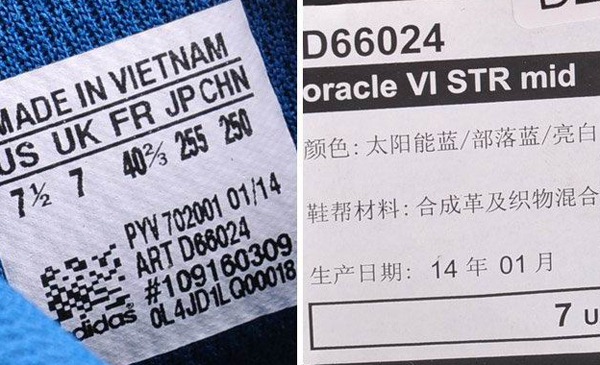 MADE IN VIETNAM
US UK FR JP CHN
7½ 7 40⅔ 255 250
PYV 702001 01/14
ART D66024
#109160309
0L4JD1LQ00018
adidas
D66024
oracle VI STR mid
颜色: 太阳能蓝/部落蓝/亮白
鞋帮材料: 合成革及织物混合
生产日期: 14 年 01 月
7 U